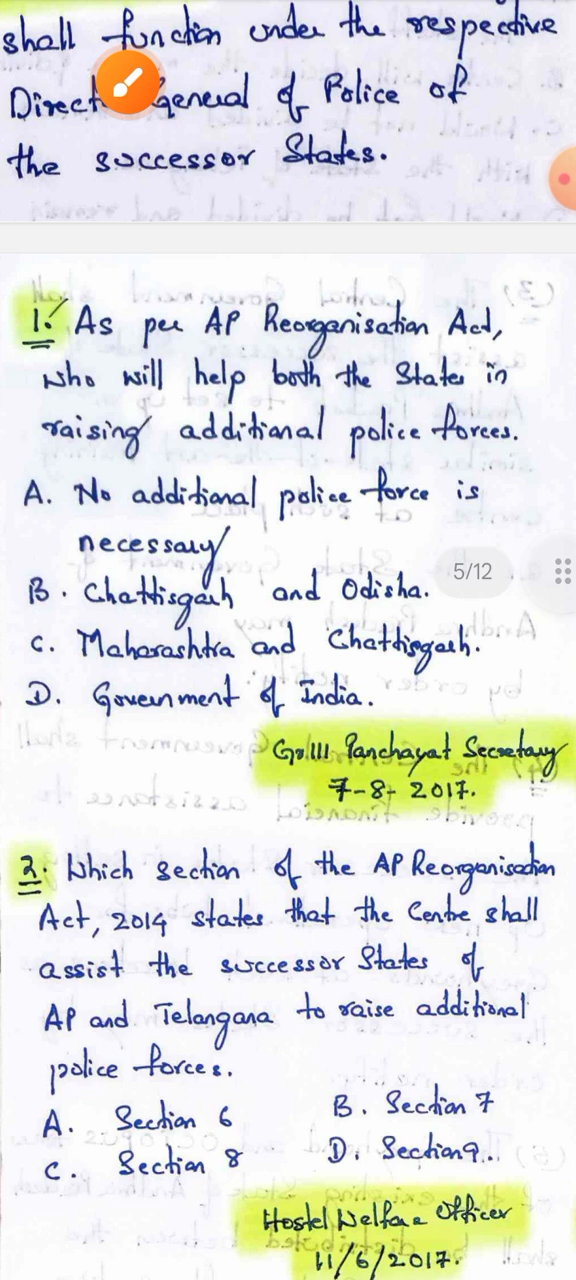 shall function under the respective
Direct General of Police of
the successor States.
1. As per AP Reorganisation Act,
who will help both the States in
raising additional police forces.
A. No additional police force is
necessary
B. Chattisgarh and Odisha.
5/12
C. Maharashtra and Chattisgarh.
D. Government of India.
Gr III Panchayat Secretary
7-8-2017.
2. Which section of the AP Reorganisation
Act, 2014 states that the Centre shall
assist the successor States of
AP and Telangana to raise additional
police forces.
A. Section 6 B. Section 7
C. Section 8 D. Section 9.
Hostel Welfare Officer
11/6/2017.